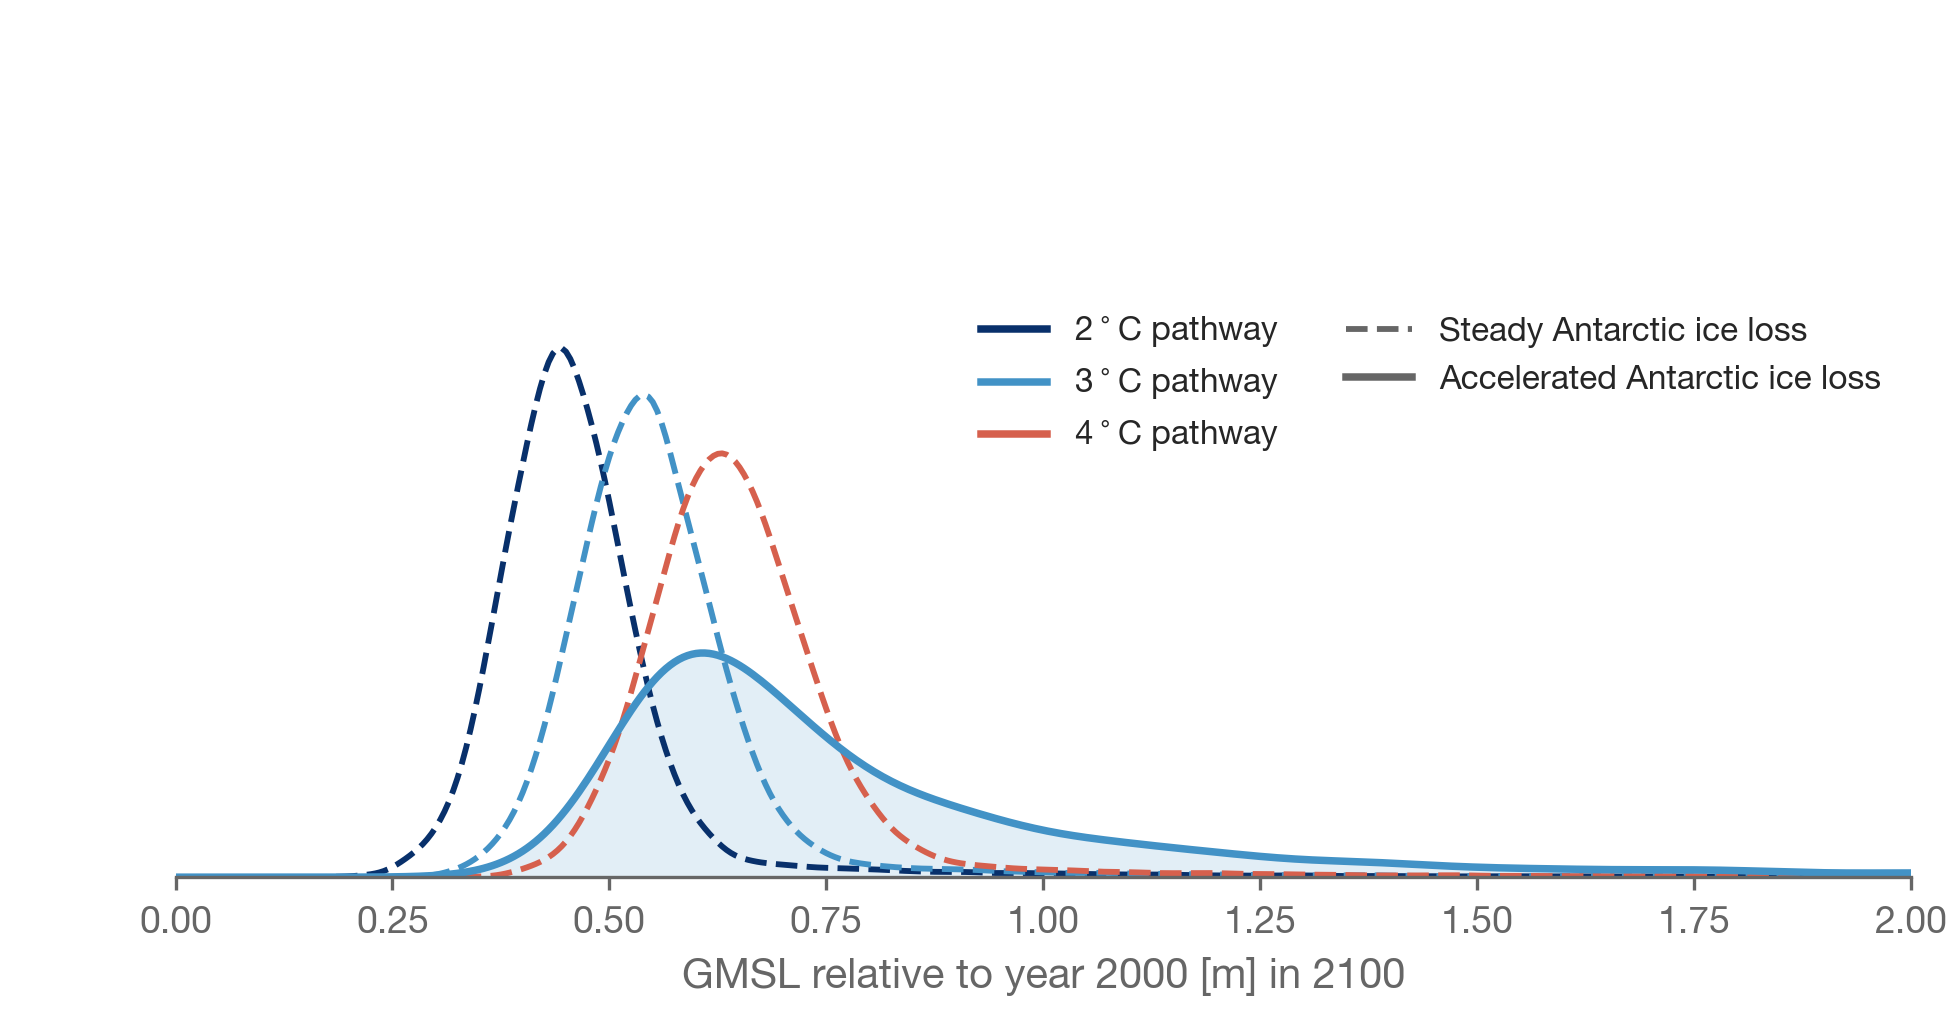 2°C pathway
3°C pathway
4°C pathway
Steady Antarctic ice loss
Accelerated Antarctic ice loss
0.00 0.25 0.50 0.75 1.00 1.25 1.50 1.75 2.00
GMSL relative to year 2000 [m] in 2100